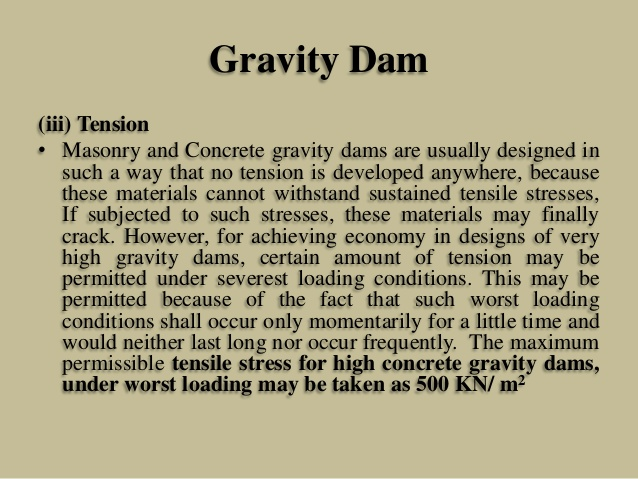 Gravity Dam
(iii) Tension
• Masonry and Concrete gravity dams are usually designed in
such a way that no tension is developed anywhere, because
these materials cannot withstand sustained tensile stresses,
If subjected to such stresses, these materials may finally
crack. However, for achieving economy in designs of very
high gravity dams, certain amount of tension may be
permitted under severest loading conditions. This may be
permitted because of the fact that such worst loading
conditions shall occur only momentarily for a little time and
would neither last long nor occur frequently. The maximum
permissible tensile stress for high concrete gravity dams,
under worst loading may be taken as 500 KN/ m²